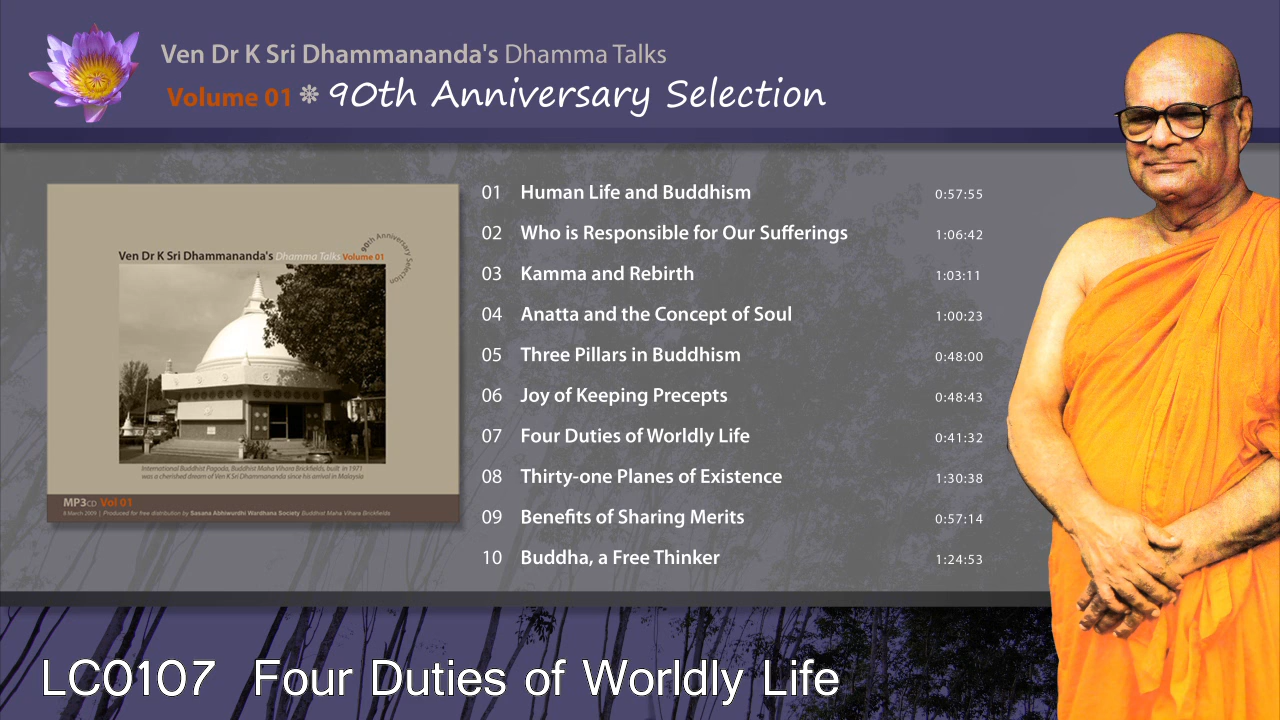 Ven Dr K Sri Dhammananda's Dhamma Talks
Volume 01 ❊ 90th Anniversary Selection
Ven Dr K Sri Dhammananda's Dhamma Talks Volume 01
90th Anniversary Selection
International Buddhist Pagoda, Buddhist Maha Vihara Brickfields, built in 1971
was a cherished dream of Ven K Sri Dhammananda since his arrival in Malaysia
MP3CD Vol 01
8 March 2009 | Produced for free distribution by Sasana Abhiwurdhi Wardhana Society Buddhist Maha Vihara Brickfields
01 Human Life and Buddhism 0:57:55
02 Who is Responsible for Our Sufferings 1:06:42
03 Kamma and Rebirth 1:03:11
04 Anatta and the Concept of Soul 1:00:23
05 Three Pillars in Buddhism 0:48:00
06 Joy of Keeping Precepts 0:48:43
07 Four Duties of Worldly Life 0:41:32
08 Thirty-one Planes of Existence 1:30:38
09 Benefits of Sharing Merits 0:57:14
10 Buddha, a Free Thinker 1:24:53
LC0107 Four Duties of Worldly Life